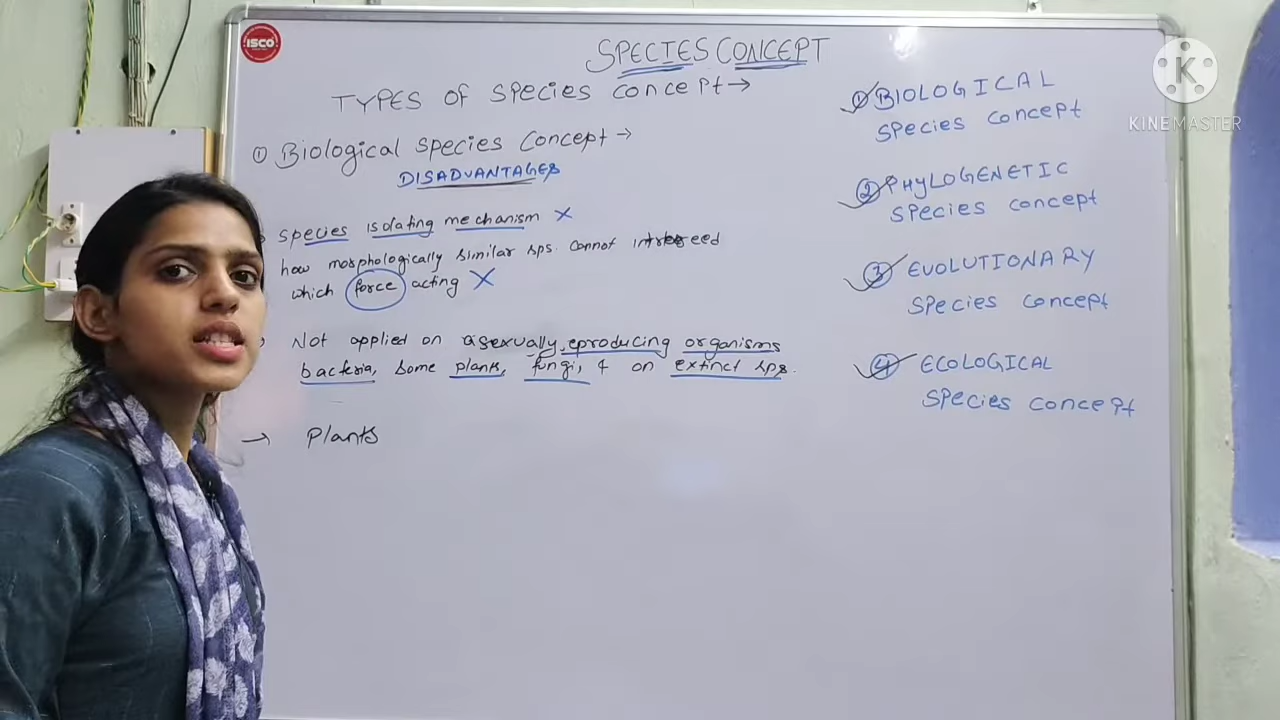 SPECIES CONCEPT
TYPES OF SPECIES CONCEPT →
① Biological species concept →
DISADVANTAGES
species isolating mechanism ✗
how morphologically similar sps. cannot
which force acting ✗
Not applied on asexually reproducing organisms
bacteria, some plants, fungi, & on extinct sps.
→ Plants
① BIOLOGICAL
species concept
② PHYLOGENETIC
species concept
③ EVOLUTIONARY
species concept
④ ECOLOGICAL
species concept
ISCO
KINEMASTER